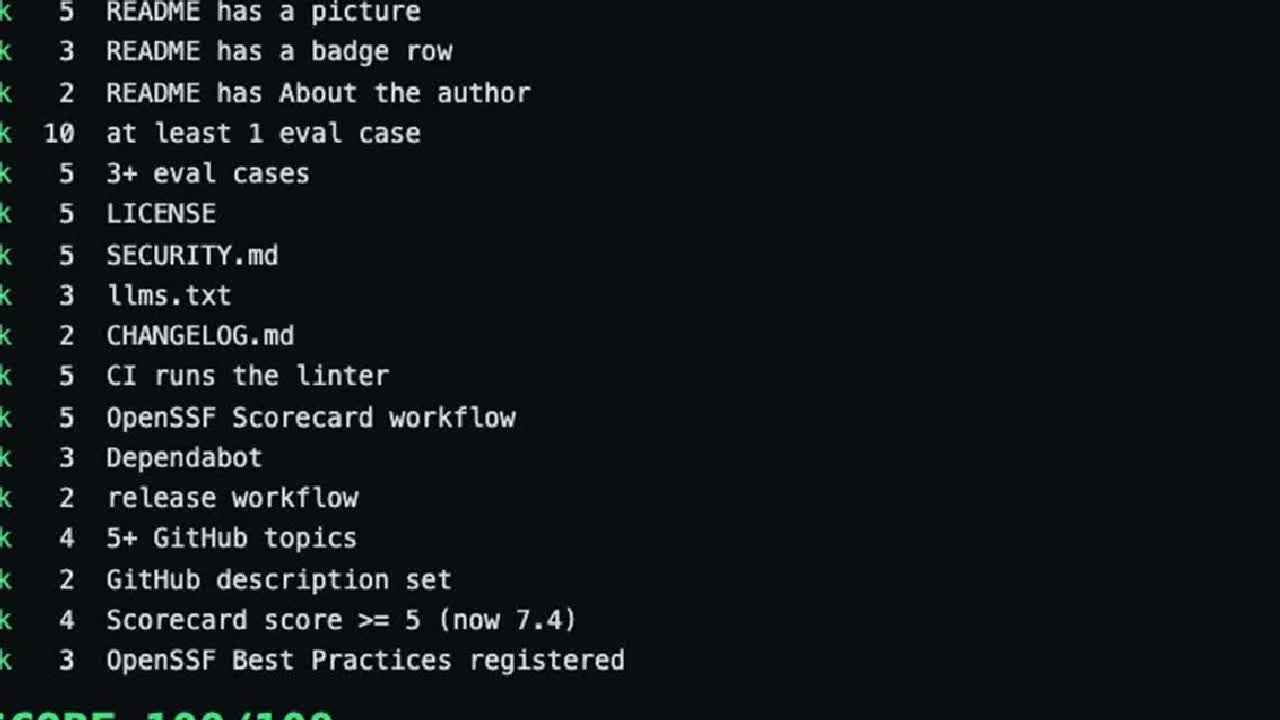 k 5 README has a picture
k 3 README has a badge row
k 2 README has About the author
k 10 at least 1 eval case
k 5 3+ eval cases
k 5 LICENSE
k 5 SECURITY.md
k 3 llms.txt
k 2 CHANGELOG.md
k 5 CI runs the linter
k 5 OpenSSF Scorecard workflow
k 3 Dependabot
k 2 release workflow
k 4 5+ GitHub topics
k 2 GitHub description set
k 4 Scorecard score >= 5 (now 7.4)
k 3 OpenSSF Best Practices registered
SCORE 100/100